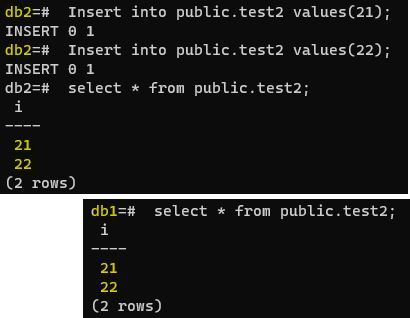 db2=#  Insert into public.test2 values(21);
INSERT 0 1
db2=#  Insert into public.test2 values(22);
INSERT 0 1
db2=#  select * from public.test2;
 i
----
 21
 22
(2 rows)
db1=#  select * from public.test2;
 i
----
 21
 22
(2 rows)